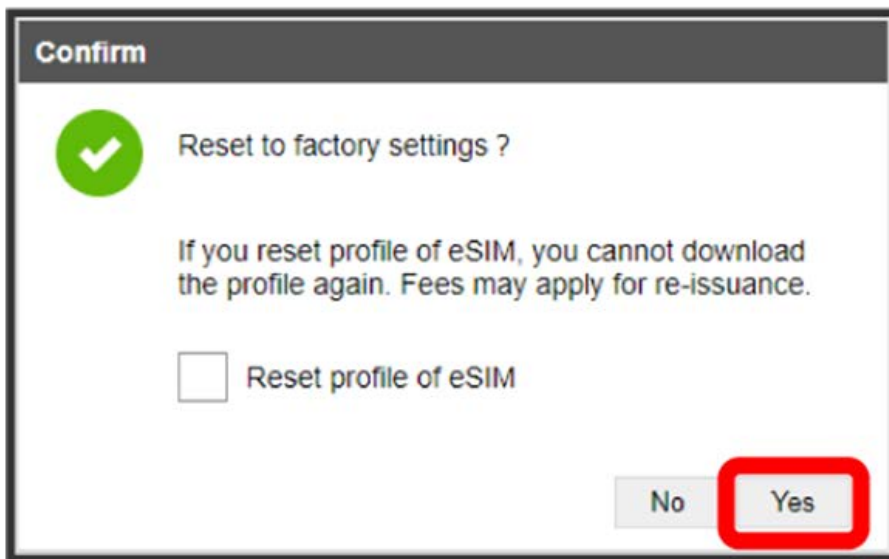 Confirm
Reset to factory settings ?
If you reset profile of eSIM, you cannot download
the profile again. Fees may apply for re-issuance.
Reset profile of eSIM
No
Yes